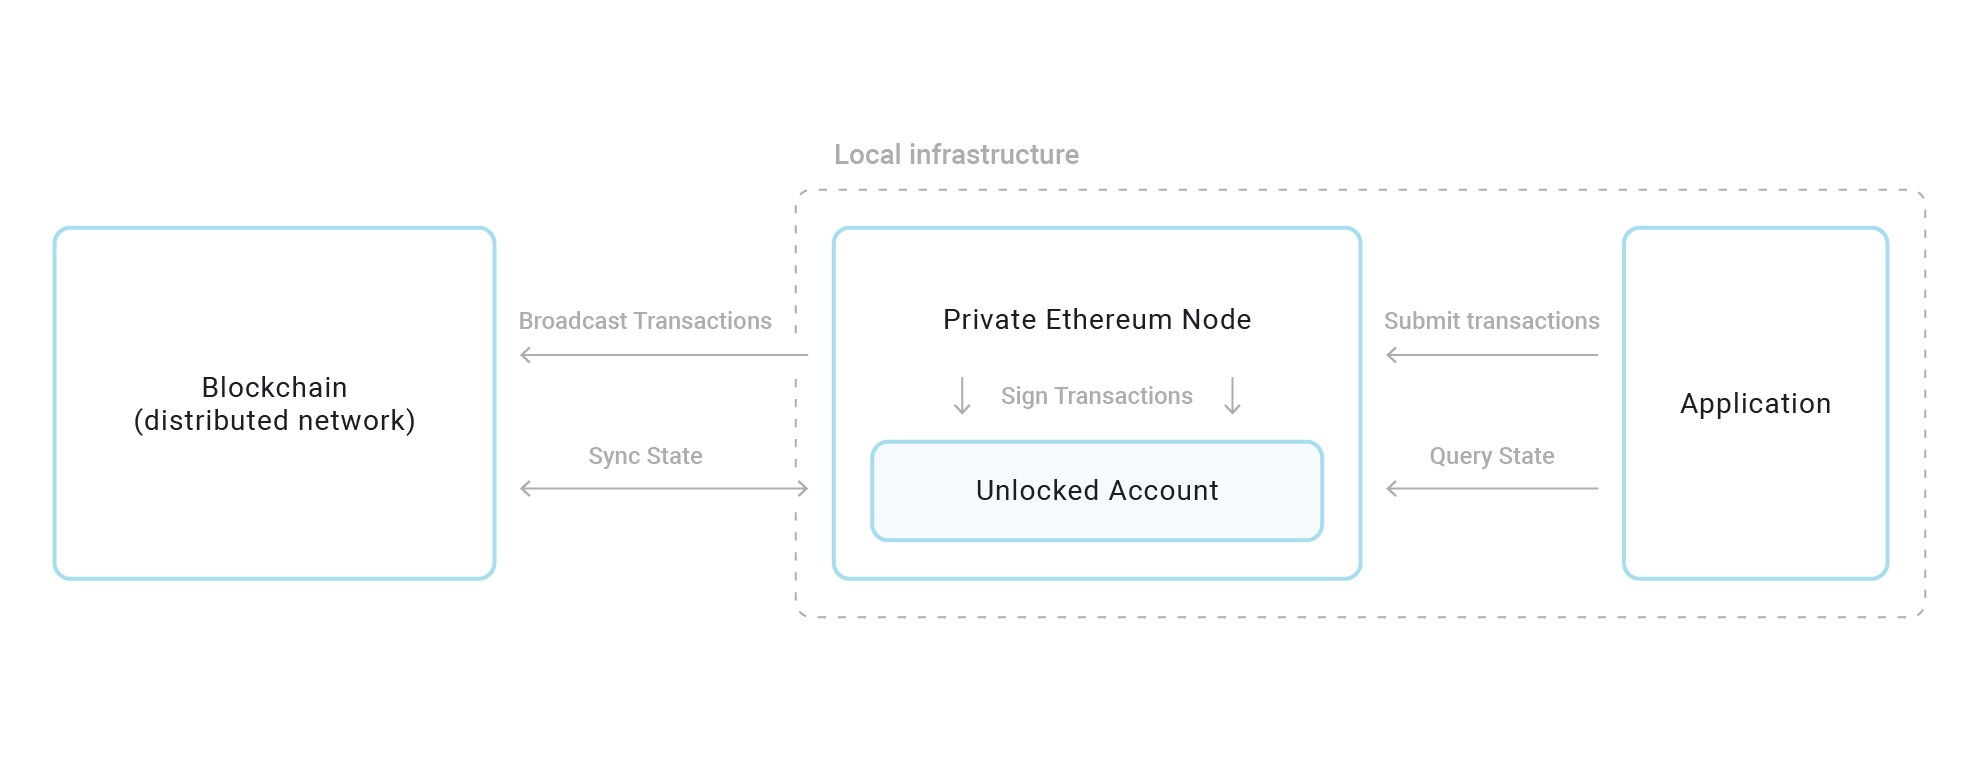 Local infrastructure
Blockchain
(distributed network)
Broadcast Transactions
Sync State
Private Ethereum Node
Sign Transactions
Unlocked Account
Submit transactions
Query State
Application